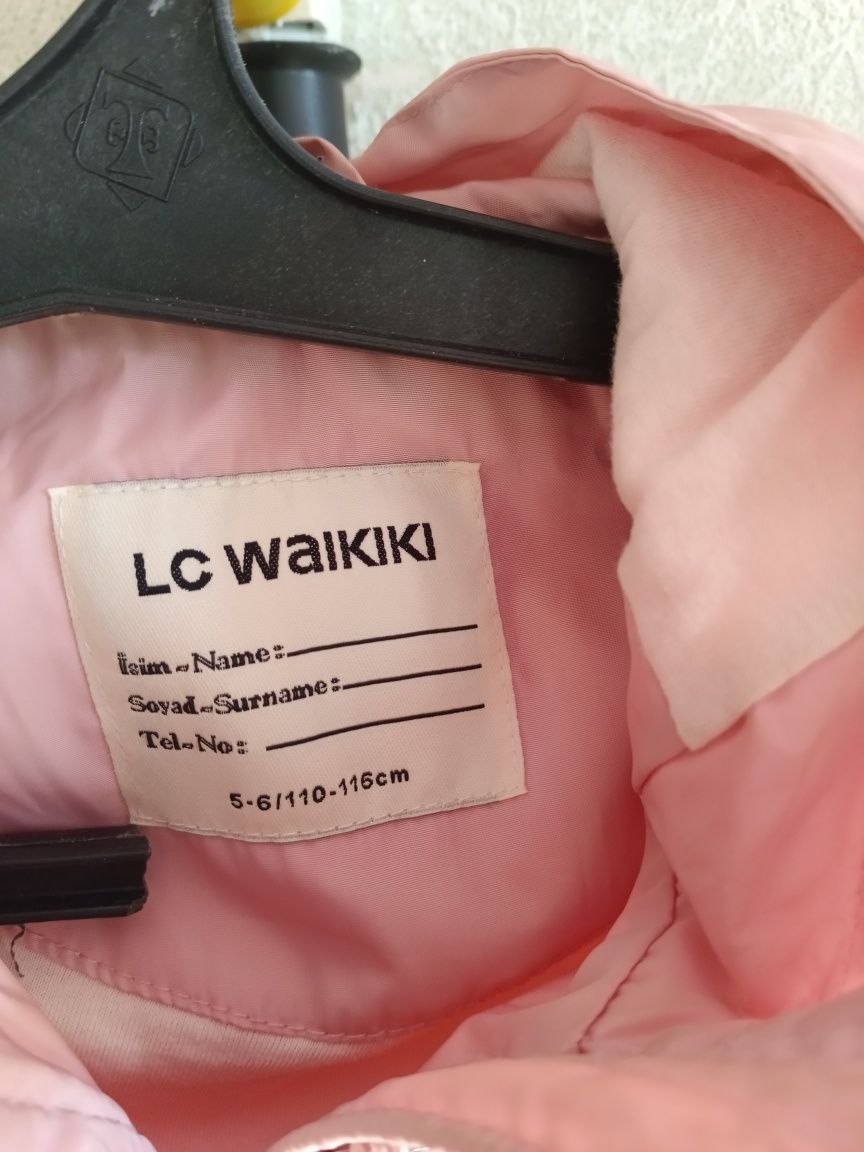 LC WaiKIKI
İsim-Name:
Soyad-Surname:
Tel-No:
5-6/110-116cm